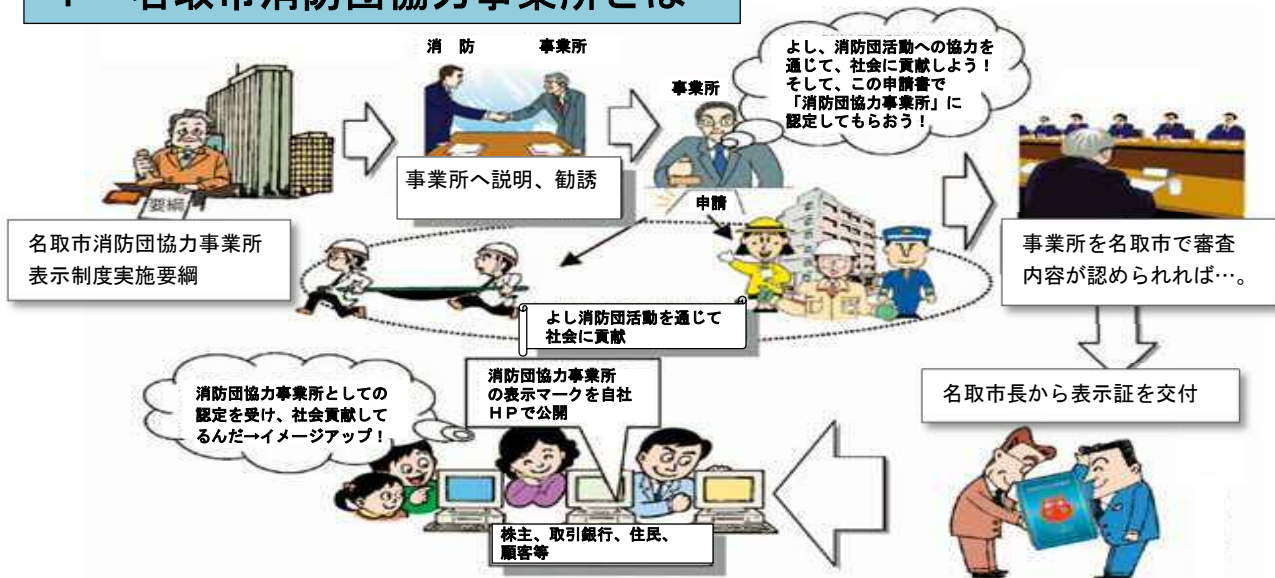 名取市消防団協力事業所とは
消 防 事業所
事業所
よし、消防団活動への協力を
通じて、社会に貢献しよう！
そして、この申請書で
「消防団協力事業所」に
認定してもらおう！
要綱
事業所へ説明、勧誘
申請
名取市消防団協力事業所
表示制度実施要綱
事業所を名取市で審査
内容が認められれば…。
よし消防団活動を通じて
社会に貢献
消防団協力事業所
の表示マークを自社
ＨＰで公開
名取市長から表示証を交付
消防団協力事業所としての
認定を受け、社会貢献して
るんだ→イメージアップ！
株主、取引銀行、住民、
顧客等